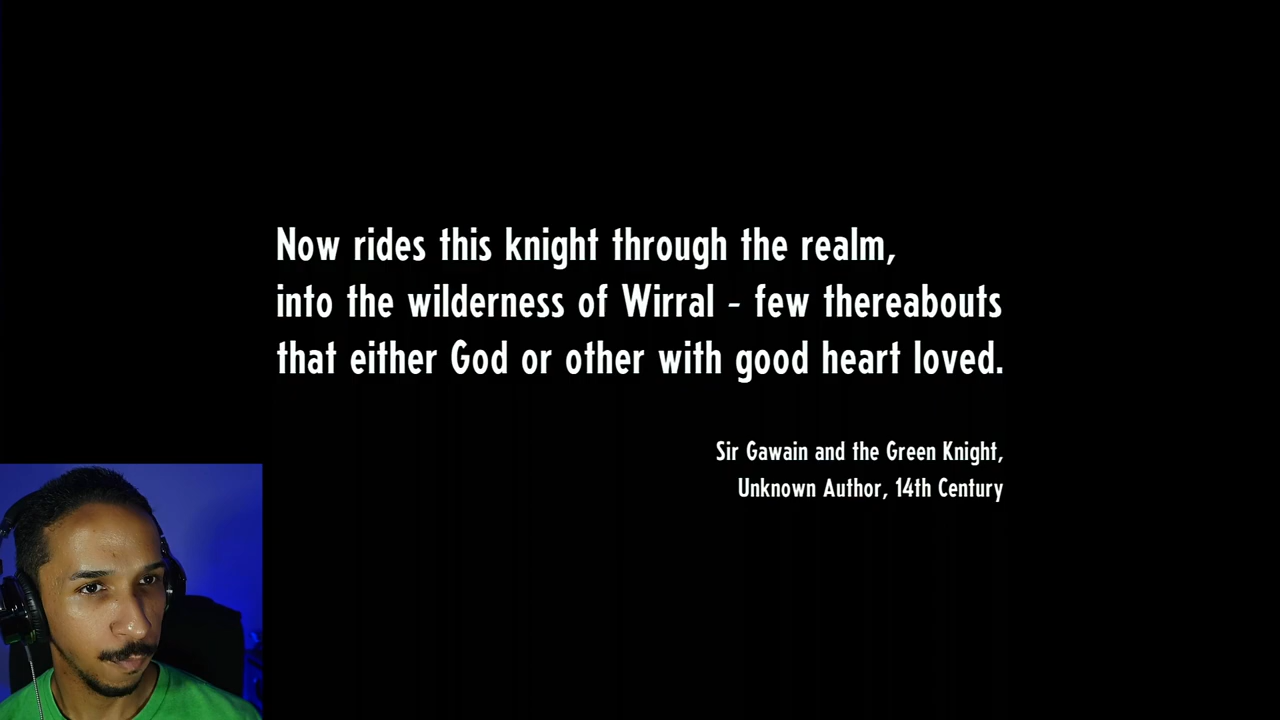 Now rides this knight through the realm,
into the wilderness of Wirral - few thereabouts
that either God or other with good heart loved.
Sir Gawain and the Green Knight,
Unknown Author, 14th Century